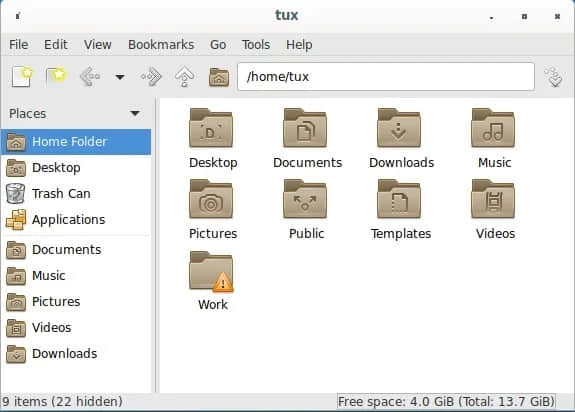 tux
File Edit View Bookmarks Go Tools Help
/home/tux
Places
Home Folder
Desktop
Trash Can
Applications
Documents
Music
Pictures
Videos
Downloads
Desktop Documents Downloads Music
Pictures Public Templates Videos
Work
9 items (22 hidden) Free space: 4.0 GiB (Total: 13.7 GiB)